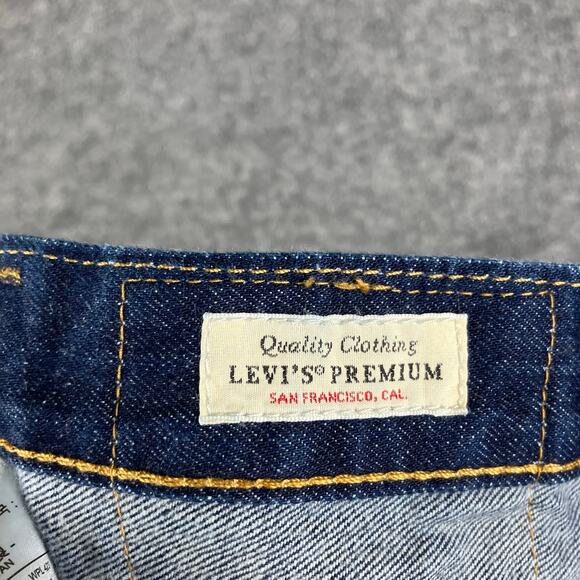 Quality Clothing
LEVI'S® PREMIUM
SAN FRANCISCO, CAL.